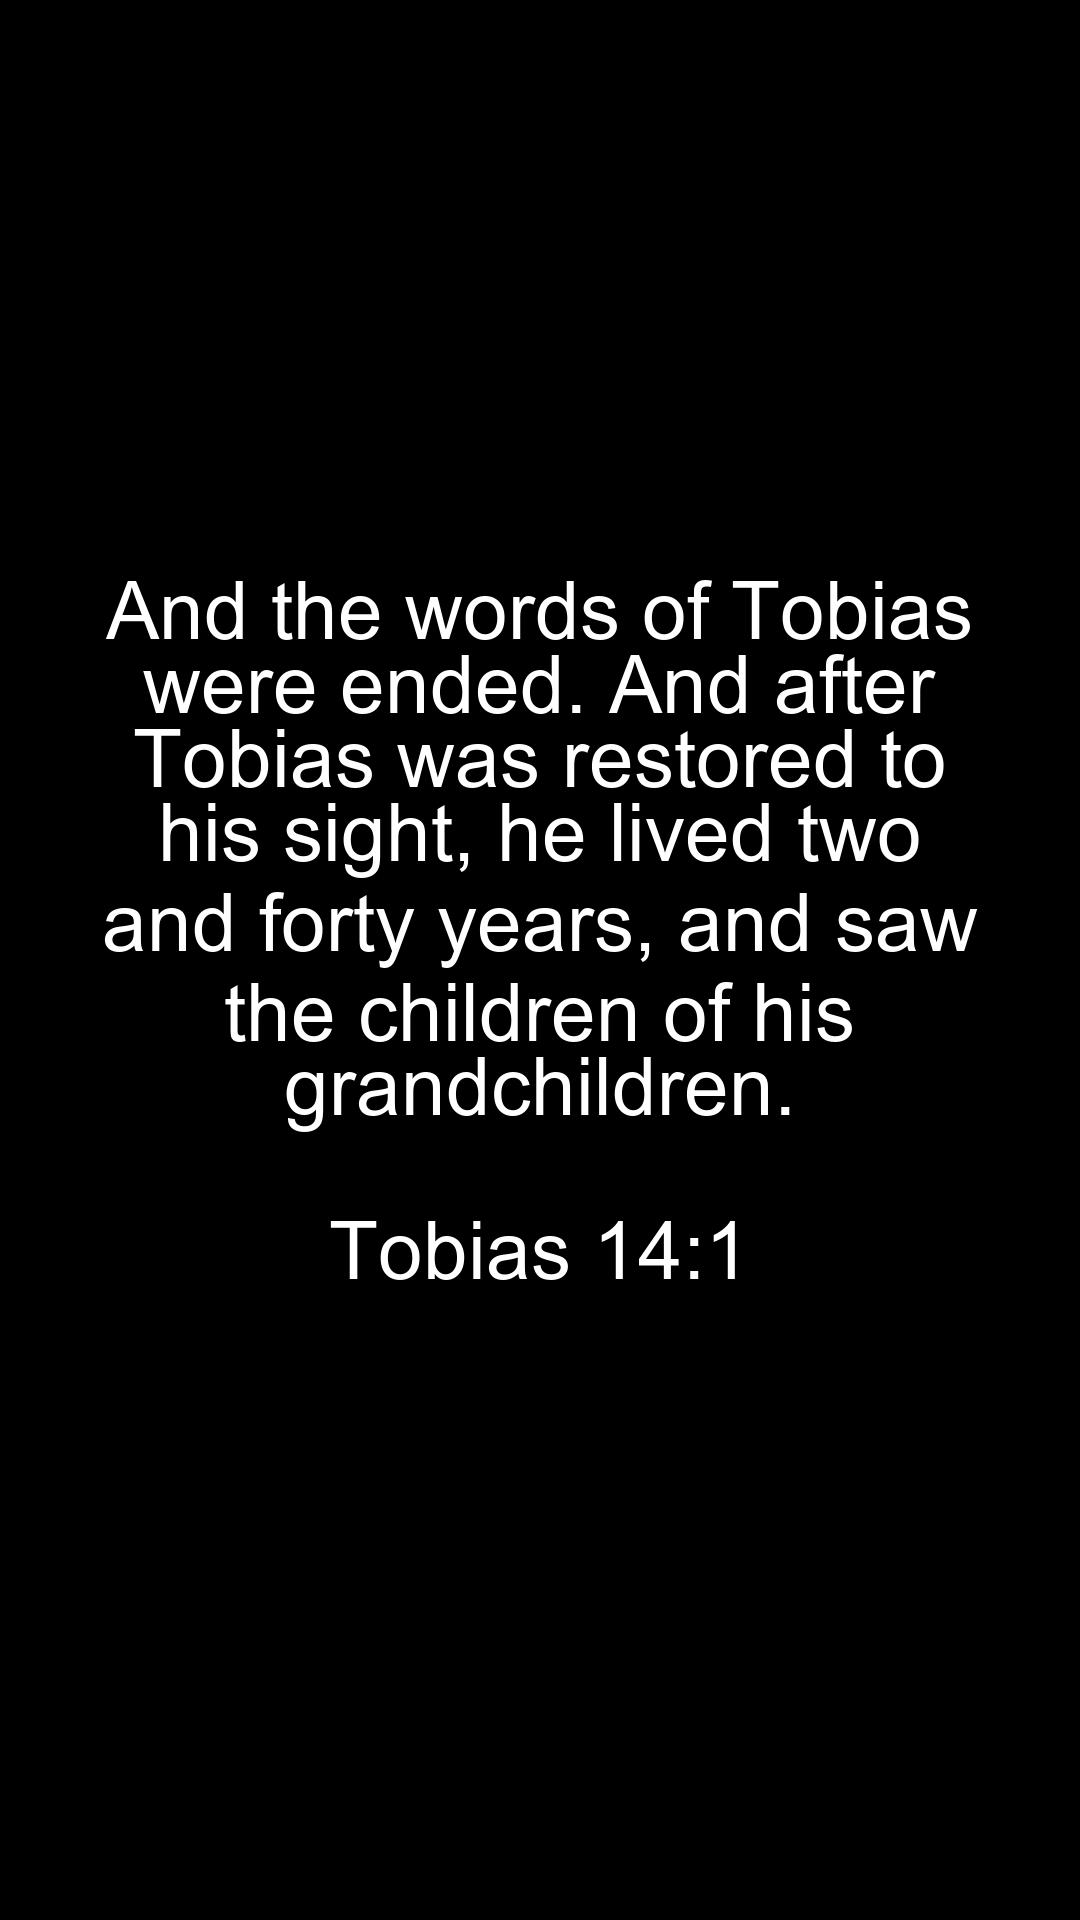 And the words of Tobias
were ended. And after
Tobias was restored to
his sight, he lived two
and forty years, and saw
the children of his
grandchildren.
Tobias 14:1